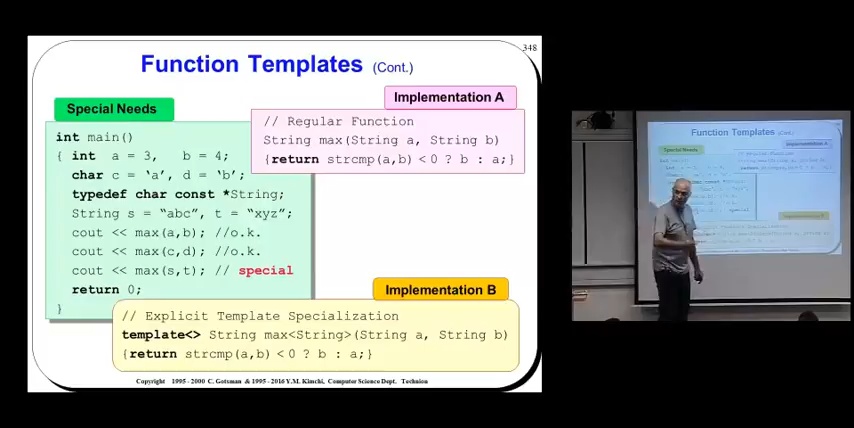 348
Function Templates (Cont.)
Special Needs
int main()
{ int a = 3, b = 4;
char c = ‘a’, d = ‘b’;
typedef char const *String;
String s = “abc”, t = “xyz”;
cout << max(a,b); //o.k.
cout << max(c,d); //o.k.
cout << max(s,t); // special
return 0;
}
Implementation A
// Regular Function
String max(String a, String b)
{return strcmp(a,b) < 0 ? b : a;}
Implementation B
// Explicit Template Specialization
template<> String max<String>(String a, String b)
{return strcmp(a,b) < 0 ? b : a;}
Copyright 1995 - 2000 C. Gotsman & 1995 - 2016 Y.M. Kimchi, Computer Science Dept. Technion
Function Templates